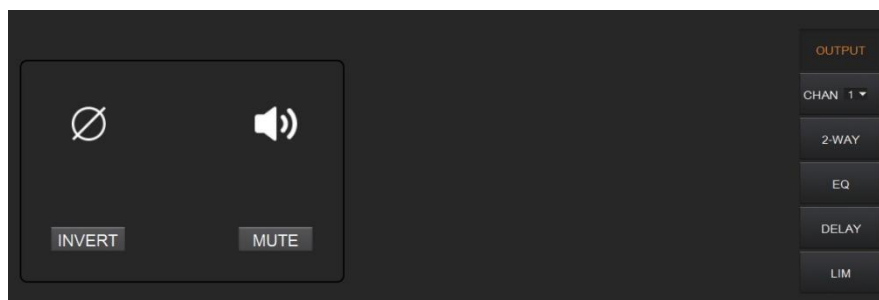 OUTPUT
CHAN 1
2-WAY
EQ
DELAY
LIM
INVERT
MUTE